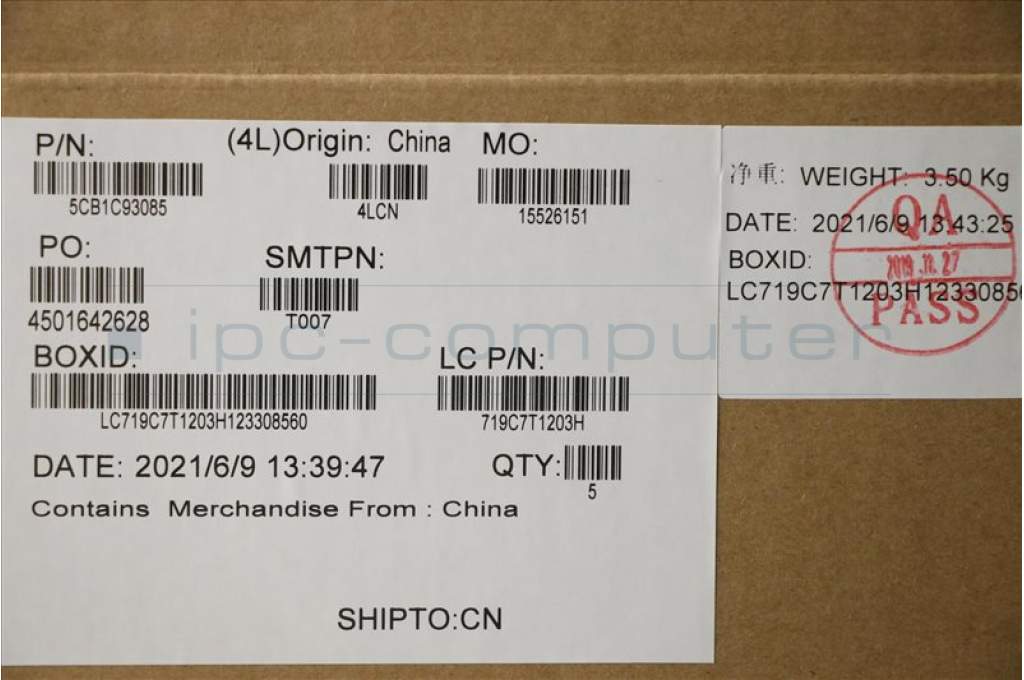 P/N:
5CB1C93085
(4L)Origin: China
4LCN
MO:
15526151
PO:
4501642628
SMTPN:
T007
BOXID:
LC719C7T1203H123308560
LC P/N:
719C7T1203H
DATE: 2021/6/9 13:39:47
QTY:
5
Contains Merchandise From : China
SHIPTO:CN
净重: WEIGHT: 3.50 Kg
DATE: 2021/6/9 13:43:25
BOXID:
LC719C7T1203H12330856
QA
PASS
ipc-computer